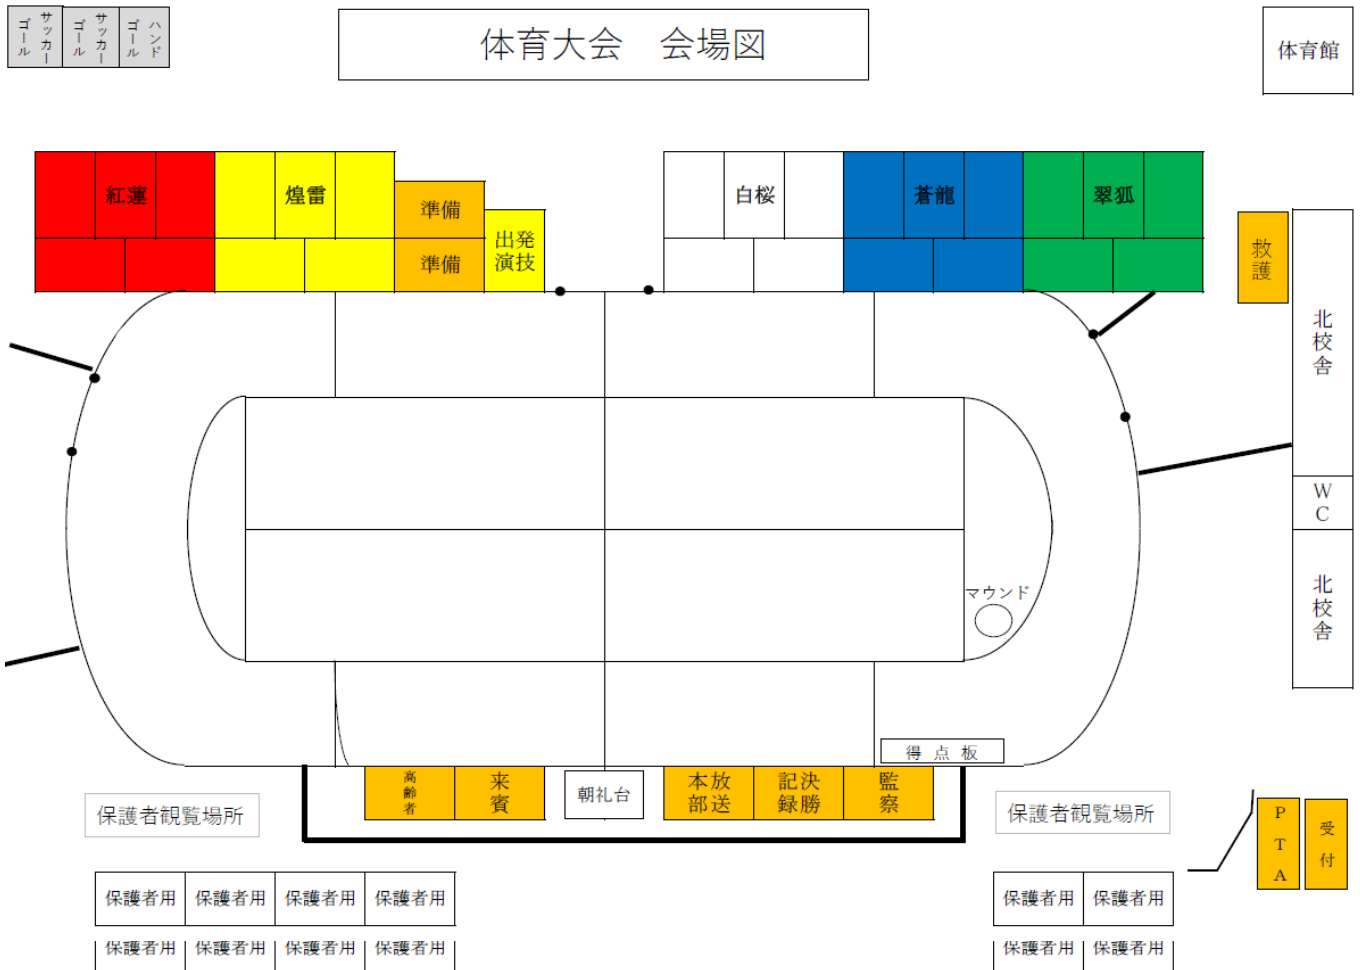 サッカー
ゴール
サッカー
ゴール
ハンド
ゴール
体育大会　会場図
体育館
紅蓮
煌雷
準備
準備
出発
演技
白桜
蒼龍
翠狐
救護
北校舎
WC
北校舎
マウンド
得点板
高齢者
来賓
朝礼台
本部
放送
記録
決勝
監察
保護者観覧場所
保護者観覧場所
PTA
受付
保護者用 保護者用 保護者用 保護者用
保護者用 保護者用
保護者用 保護者用 保護者用 保護者用
保護者用 保護者用